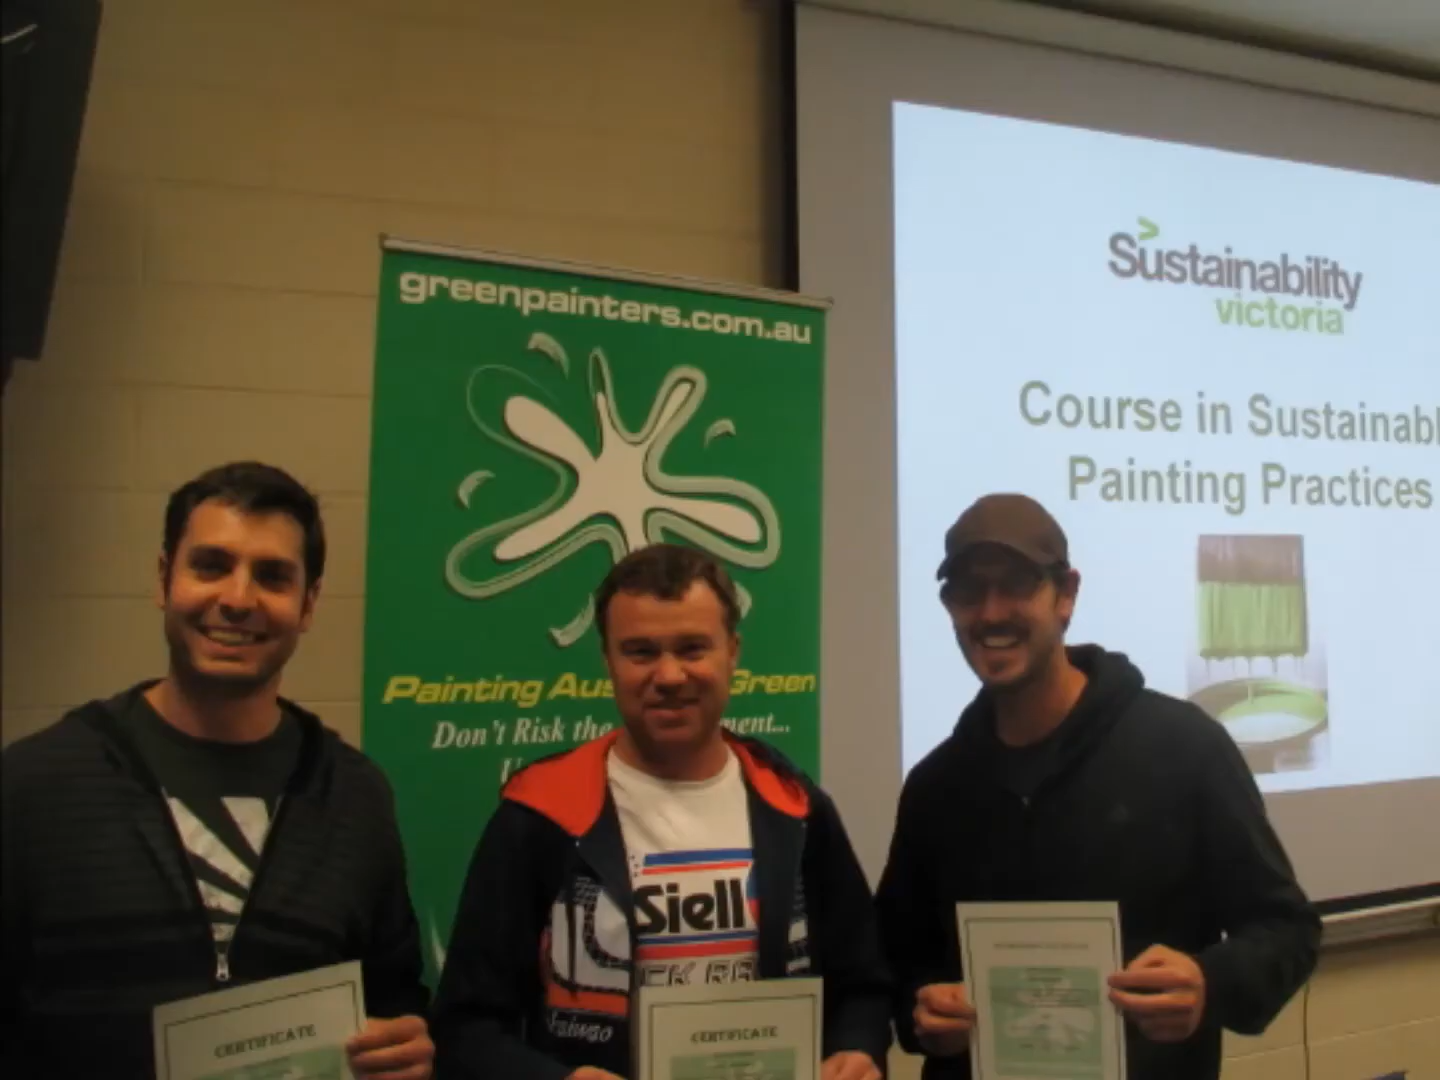 greenpainters.com.au
Painting Aus Green
Don't Risk the ment...
Sustainability
victoria
Course in Sustainabl
Painting Practices
Siell
CERTIFICATE
CERTIFICATE